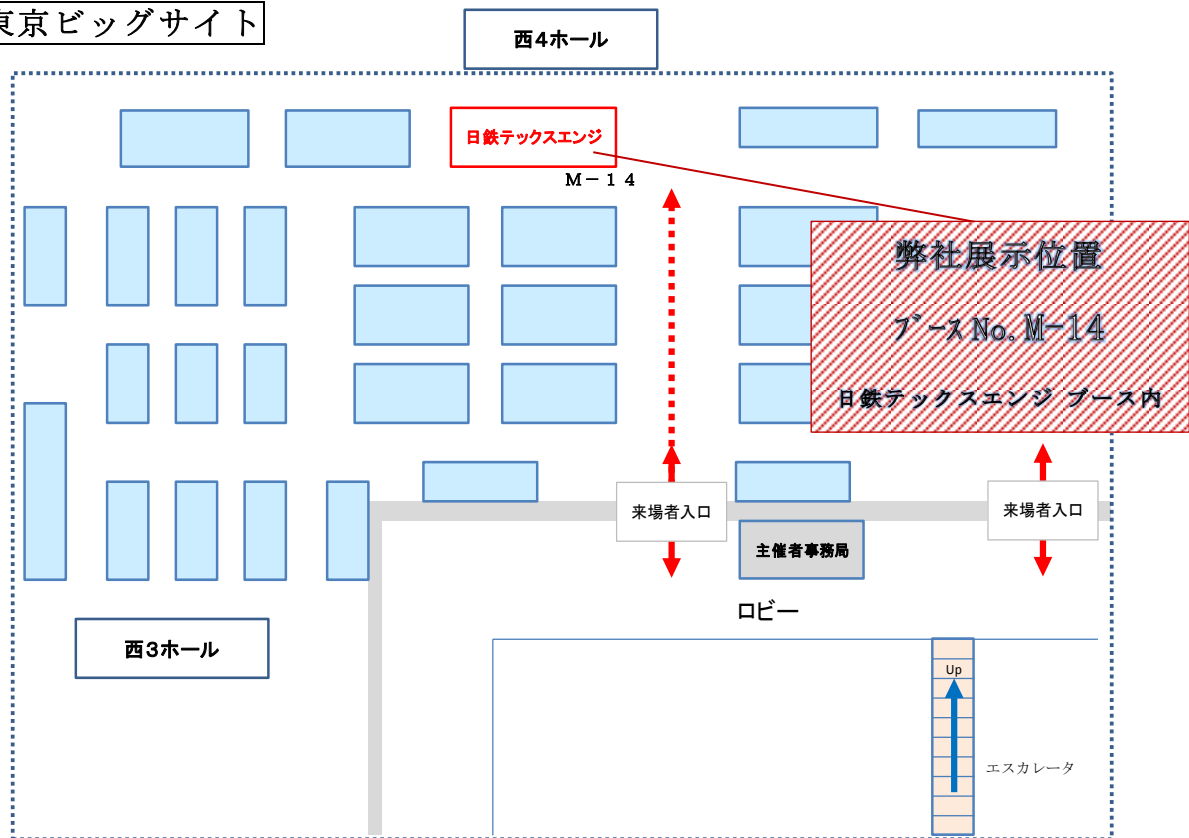 東京ビッグサイト
西4ホール
日鉄テックスエンジ
M－１４
弊社展示位置
ブースNo.M-14
日鉄テックスエンジ ブース内
来場者入口
来場者入口
主催者事務局
ロビー
西3ホール
Up
エスカレータ